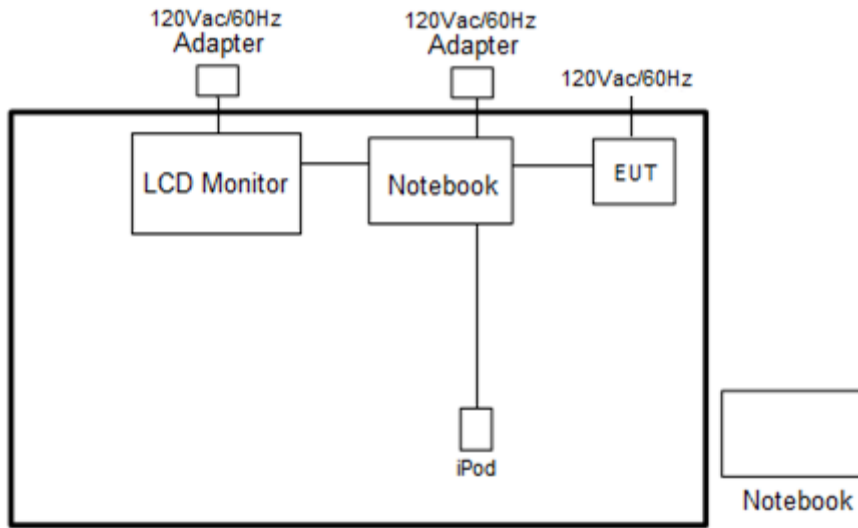 120Vac/60Hz
Adapter
120Vac/60Hz
Adapter
120Vac/60Hz
LCD Monitor
Notebook
EUT
iPod
Notebook